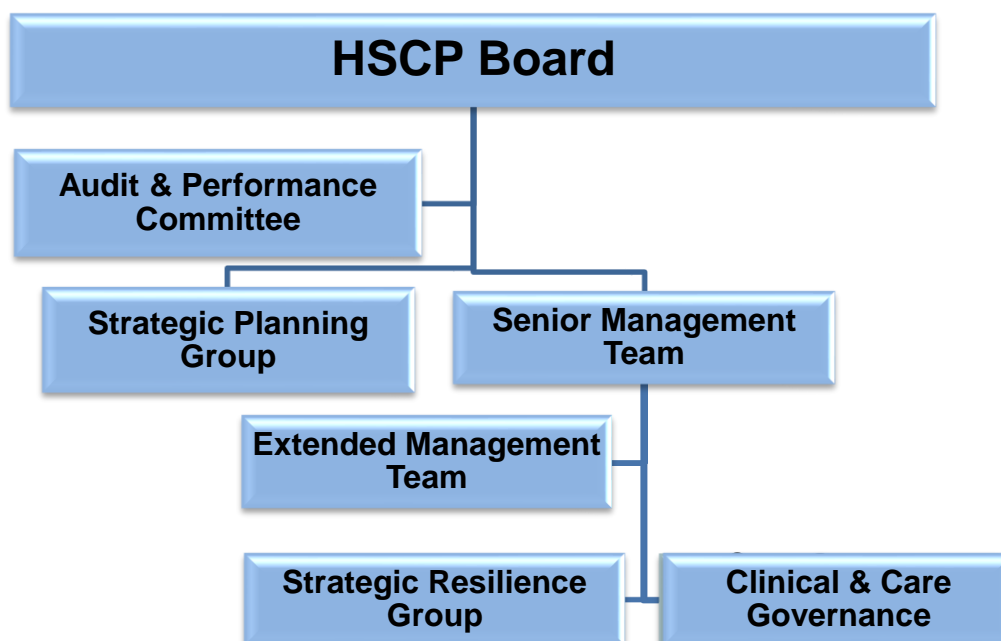 HSCP Board
Audit & Performance
Committee
Strategic Planning
Group
Senior Management
Team
Extended Management
Team
Strategic Resilience
Group
Clinical & Care
Governance